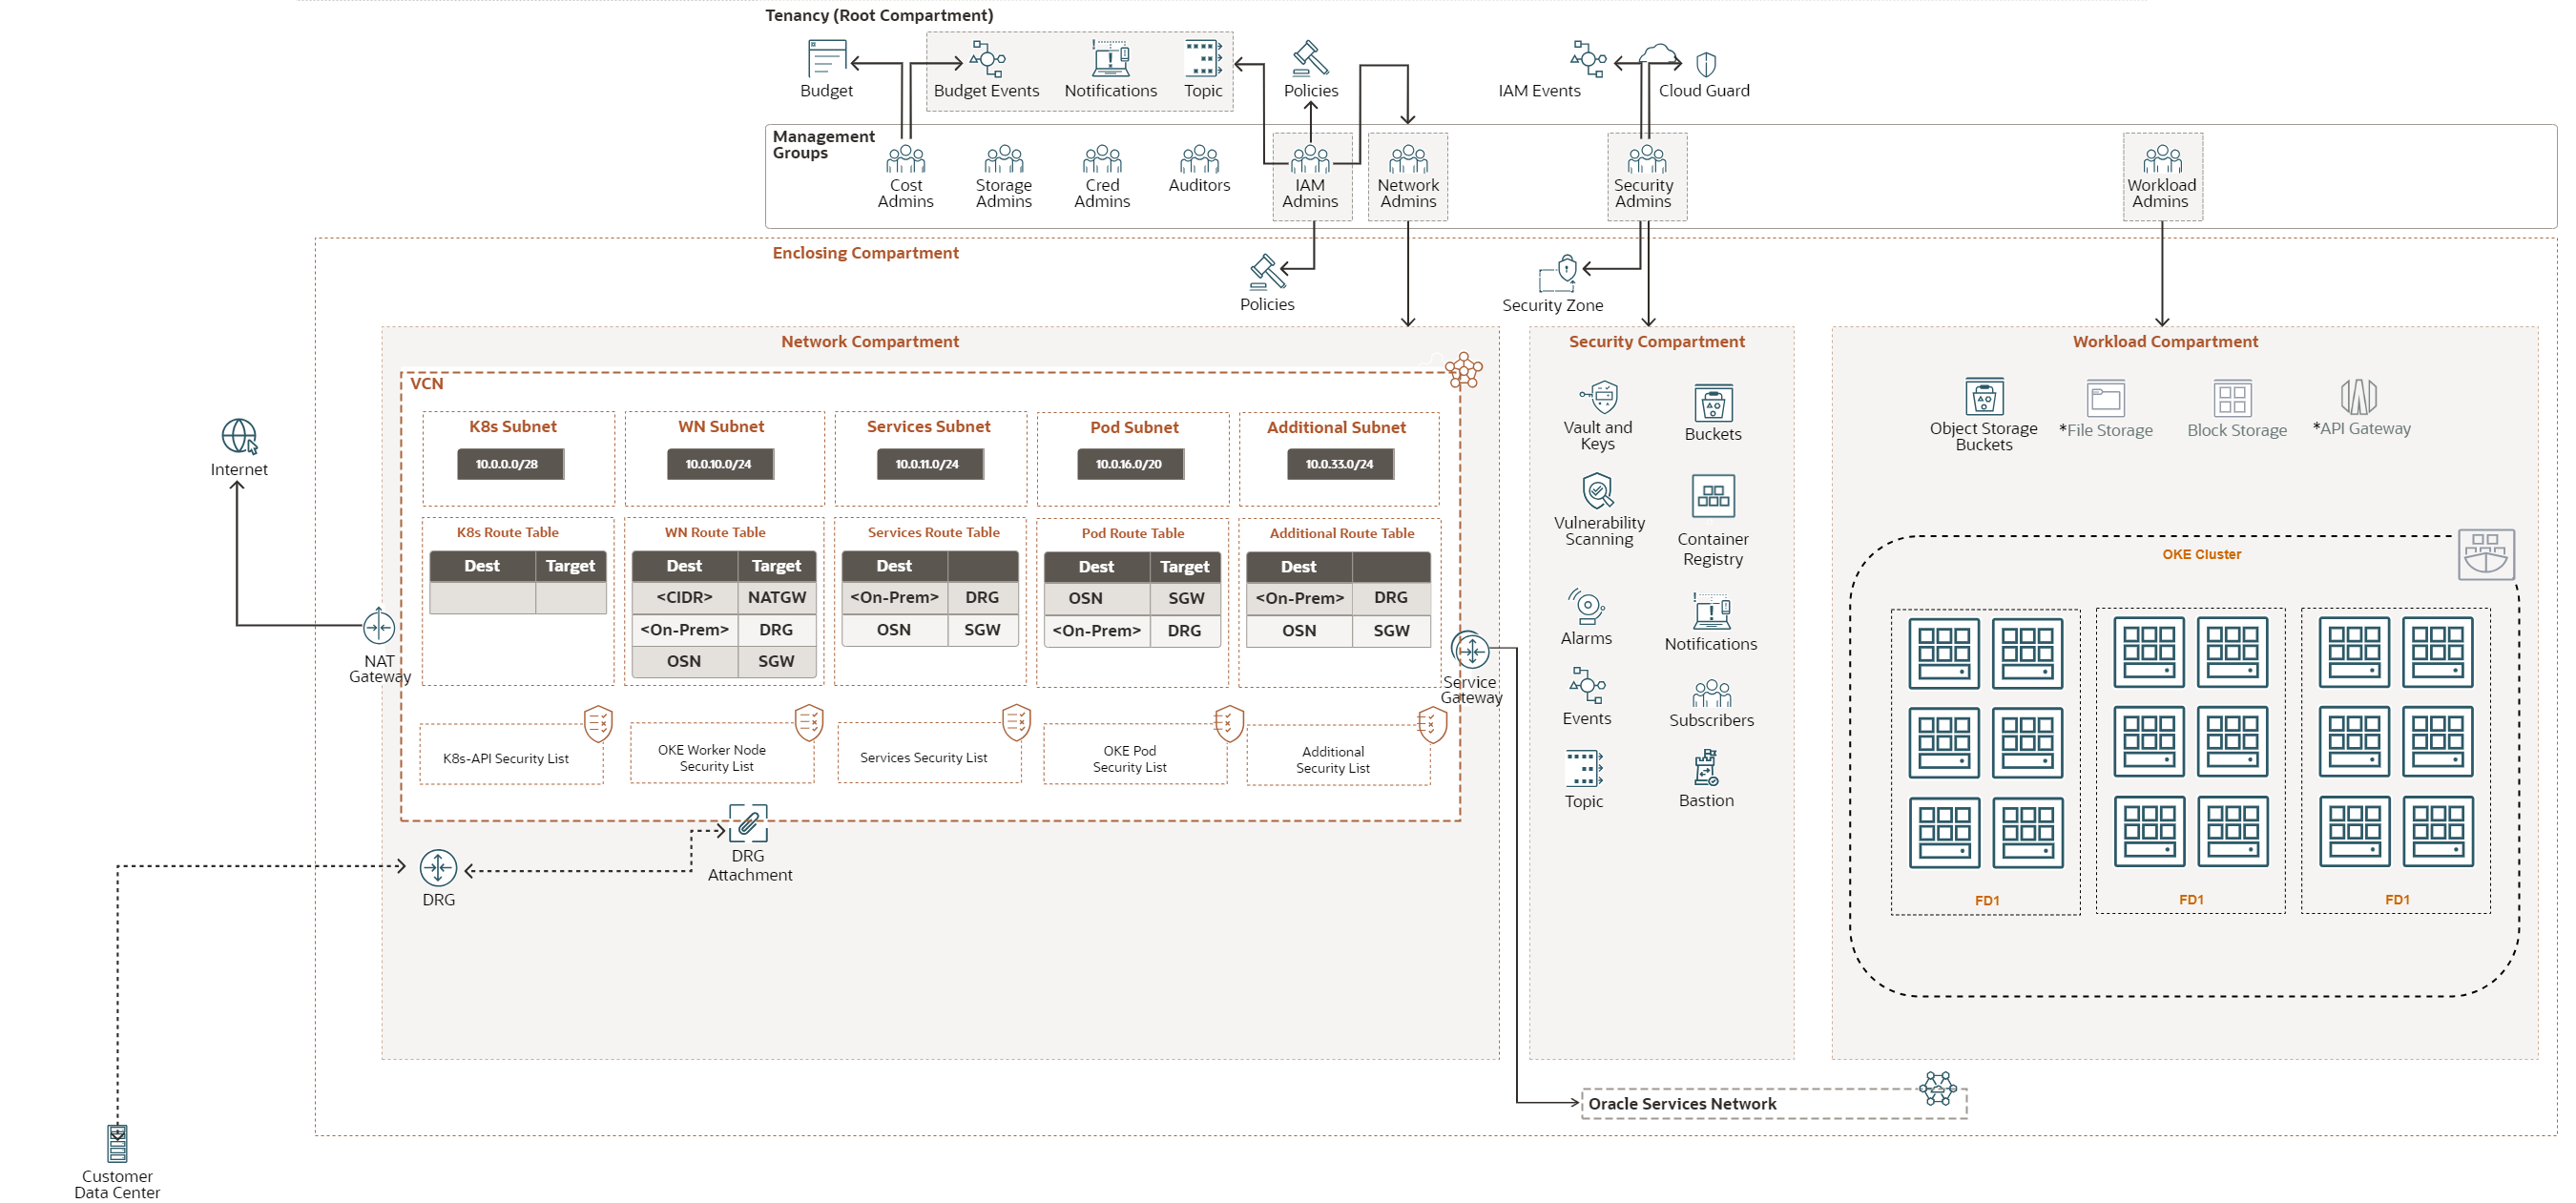 Tenancy (Root Compartment)
Budget
Budget Events
Notifications
Topic
Policies
IAM Events
Cloud Guard
Management
Groups
Cost
Admins
Storage
Admins
Cred
Admins
Auditors
IAM
Admins
Network
Admins
Security
Admins
Workload
Admins
Enclosing Compartment
Policies
Security Zone
Network Compartment
VCN
K8s Subnet
10.0.0.0/28
WN Subnet
10.0.10.0/24
Services Subnet
10.0.11.0/24
Pod Subnet
10.0.16.0/20
Additional Subnet
10.0.33.0/24
K8s Route Table
Dest Target
WN Route Table
Dest Target
<CIDR> NATGW
<On-Prem> DRG
OSN SGW
Services Route Table
Dest
<On-Prem> DRG
OSN SGW
Pod Route Table
Dest Target
OSN SGW
<On-Prem> DRG
Additional Route Table
Dest
<On-Prem> DRG
OSN SGW
K8s-API Security List
OKE Worker Node
Security List
Services Security List
OKE Pod
Security List
Additional
Security List
Internet
NAT
Gateway
Service
Gateway
DRG
Attachment
DRG
Customer
Data Center
Security Compartment
Vault and
Keys
Buckets
Vulnerability
Scanning
Container
Registry
Alarms
Notifications
Events
Subscribers
Topic
Bastion
Workload Compartment
Object Storage
Buckets
*File Storage
Block Storage
*API Gateway
OKE Cluster
FD1
FD1
FD1
Oracle Services Network